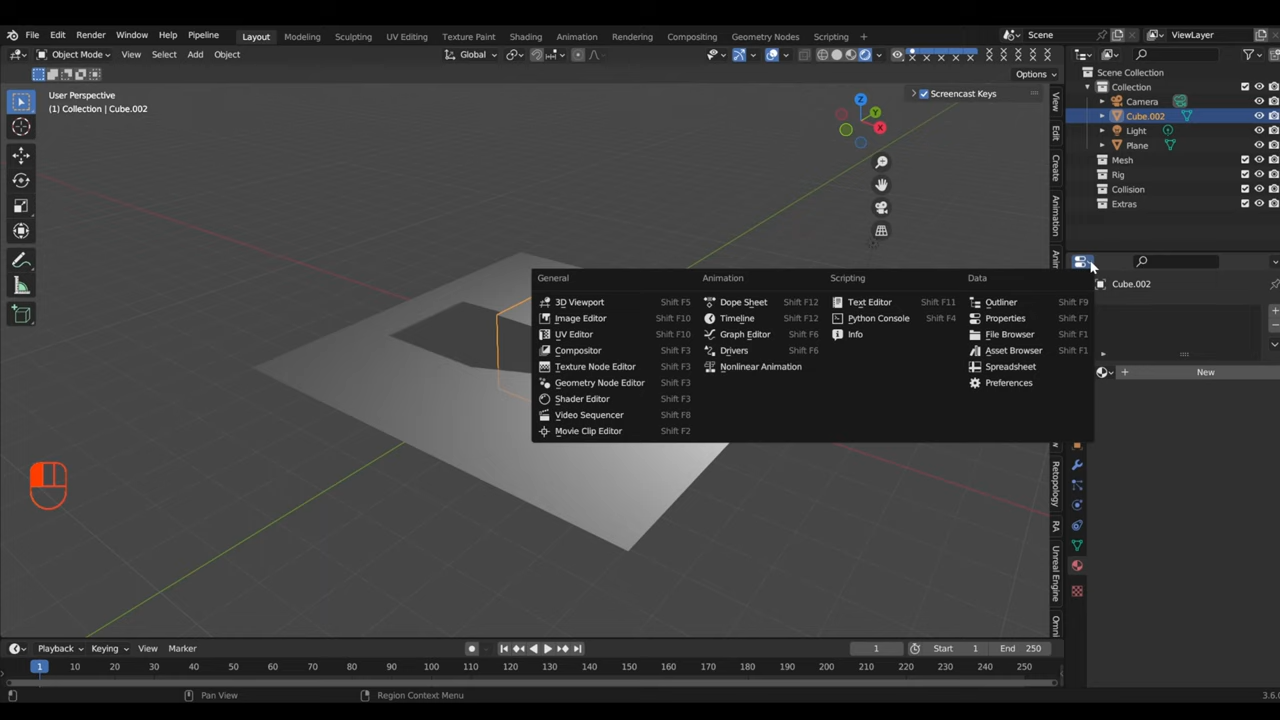 File Edit Render Window Help Pipeline Layout Modeling Sculpting UV Editing Texture Paint Shading Animation Rendering Compositing Geometry Nodes Scripting + Scene ViewLayer
Object Mode View Select Add Object Global
Options
User Perspective
(1) Collection | Cube.002
Screencast Keys
Z
Y
X
View
Edit
Create
Animation
Retopology
RA
Unreal Engine
Omni
Scene Collection
Collection
Camera
Cube.002
Light
Plane
Mesh
Rig
Collision
Extras
Cube.002
New
General
3D Viewport Shift F5
Image Editor Shift F10
UV Editor Shift F10
Compositor Shift F3
Texture Node Editor Shift F3
Geometry Node Editor Shift F3
Shader Editor Shift F3
Video Sequencer Shift F8
Movie Clip Editor Shift F2
Animation
Dope Sheet Shift F12
Timeline Shift F12
Graph Editor Shift F6
Drivers Shift F6
Nonlinear Animation
Scripting
Text Editor Shift F11
Python Console Shift F4
Info
Data
Outliner Shift F9
Properties Shift F7
File Browser Shift F1
Asset Browser Shift F1
Spreadsheet
Preferences
Playback Keying View Marker 1 Start 1 End 250
1 10 20 30 40 50 60 70 80 90 100 110 120 130 140 150 160 170 180 190 200 210 220 230 240 250
Pan View Region Context Menu 3.6.